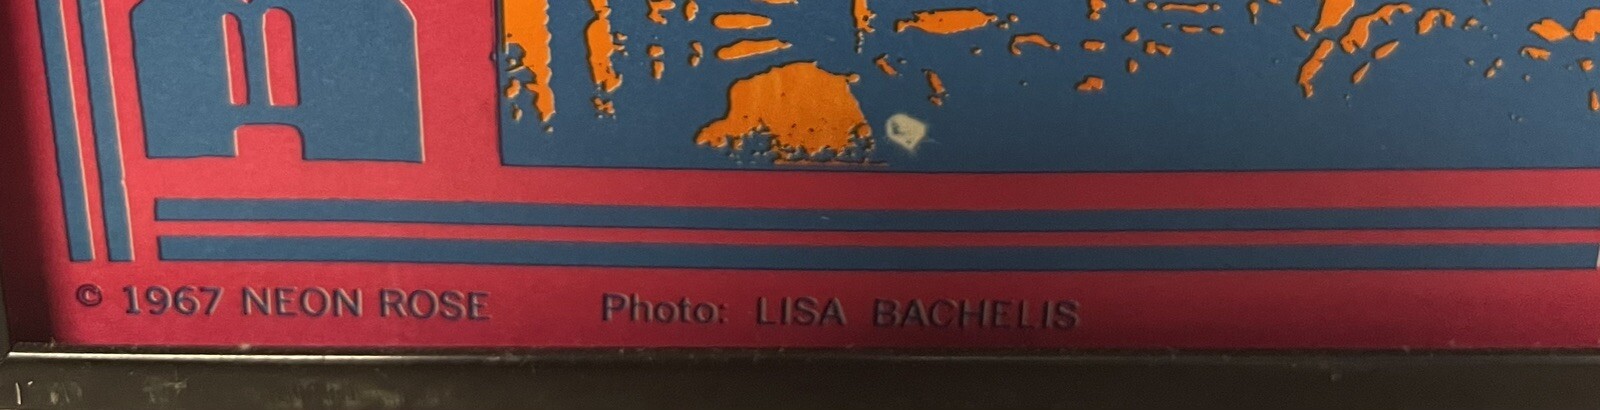 © 1967 NEON ROSE Photo: LISA BACHELIS